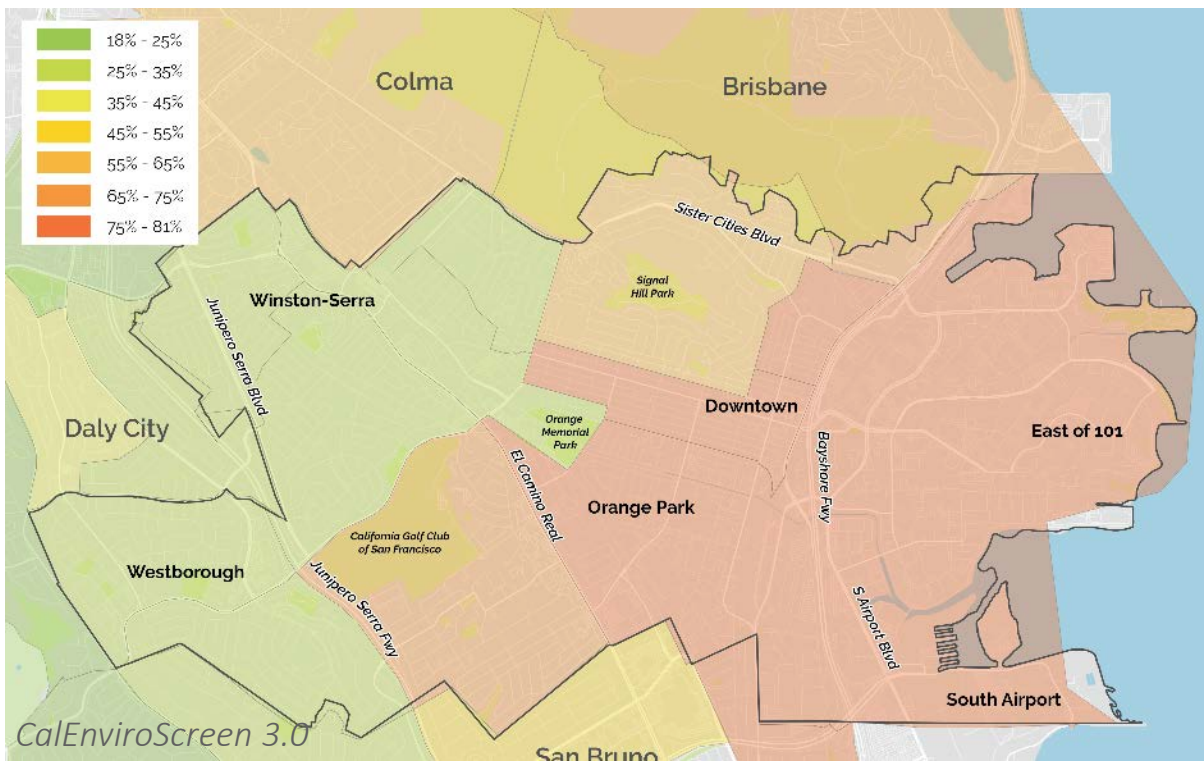 18% - 25%
25% - 35%
35% - 45%
45% - 55%
55% - 65%
65% - 75%
75% - 81%
Colma
Brisbane
Sister Cities Blvd
Signal
Hill Park
Winston-Serra
Junipero Serra Blvd
Daly City
Orange
Memorial
Park
Downtown
East of 101
Bayshore Fwy
El Camino Real
Orange Park
California Golf Club
of San Francisco
Westborough
Junipero Serra Fwy
S Airport Blvd
South Airport
CalEnviroScreen 3.0
San Bruno